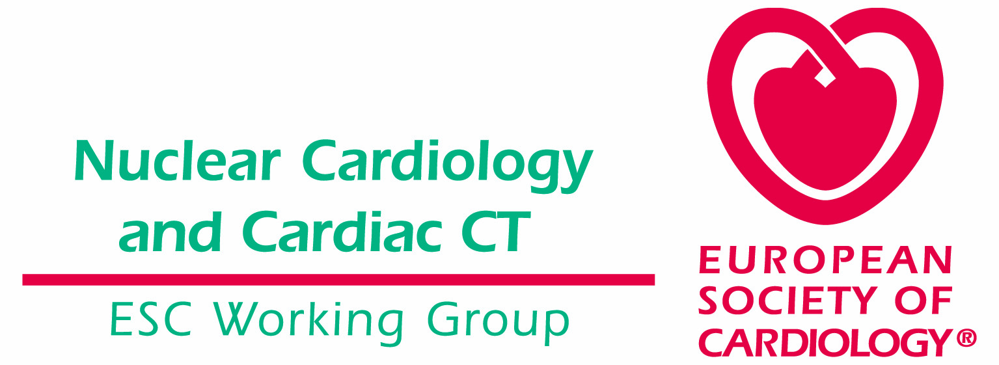 Nuclear Cardiology
and Cardiac CT
ESC Working Group
EUROPEAN
SOCIETY OF
CARDIOLOGY®